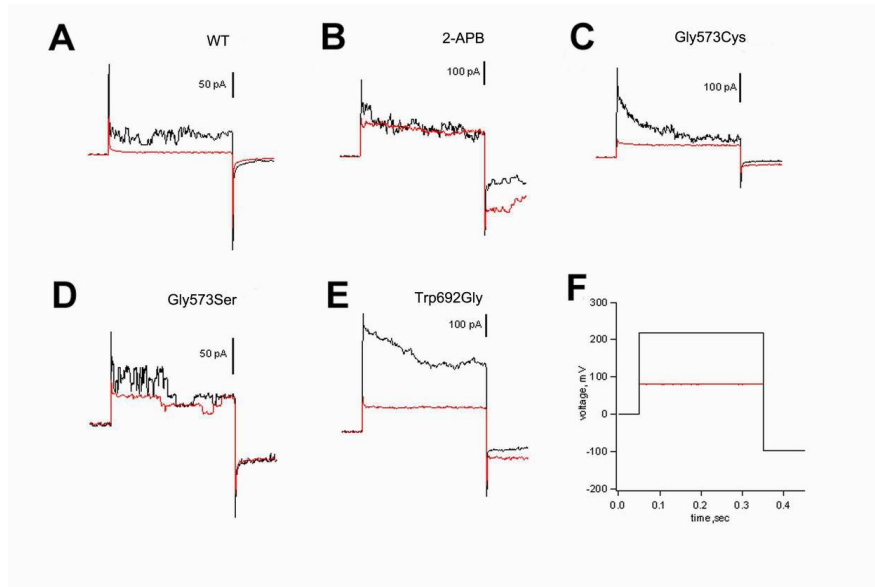 A
WT
50 pA
B
2-APB
100 pA
C
Gly573Cys
100 pA
D
Gly573Ser
50 pA
E
Trp692Gly
100 pA
F
300
200
100
0
-100
-200
voltage, mV
0.0 0.1 0.2 0.3 0.4
time,sec